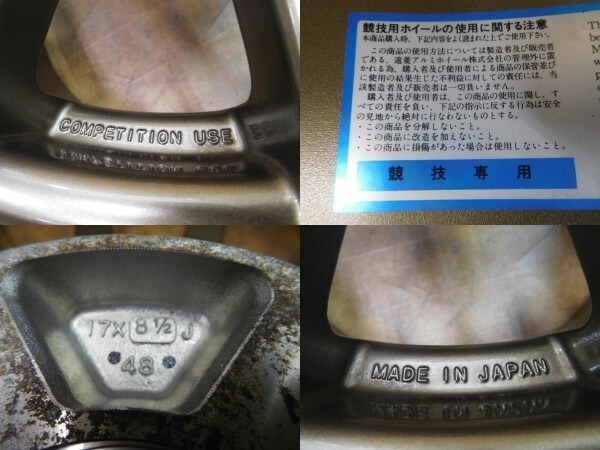 COMPETITION USE
競技用ホイールの使用に関する注意
本商品購入時、下記内容をよく読まれた上でご使用下さい。
この商品の使用方法については製造者及び販売者
である、遠菱アルミホイール株式会社の管理外に置
かれる為、購入者及び使用者による商品の保管並び
に使用の結果生じた不利益に対しての責任には、当
該製造者及び販売者は一切負いません。
購入者及び使用者は、この商品の使用に関し、す
べての責任を負い、下記の指示に反する行為は安全
の見地から絶対に行なわないものとする。
・この商品を分解しないこと。
・この商品に改造を加えないこと。
・この商品に損傷があった場合は使用しないこと。
競技専用
17X 8½ J
48
MADE IN JAPAN